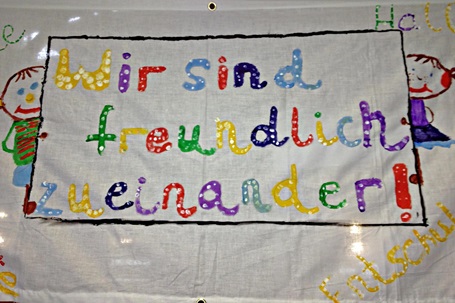 Wir sind
freundlich
zueinander!